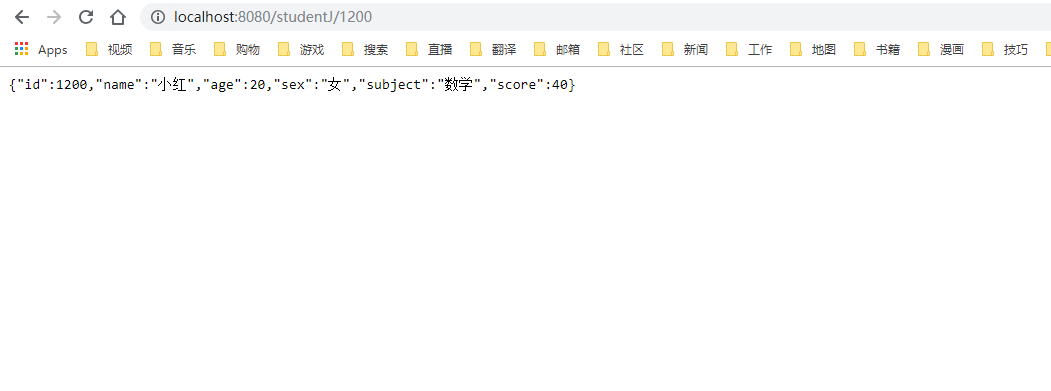 localhost:8080/studentJ/1200
Apps 视频 音乐 购物 游戏 搜索 直播 翻译 邮箱 社区 新闻 工作 地图 书籍 漫画 技巧
{"id":1200,"name":"小红","age":20,"sex":"女","subject":"数学","score":40}